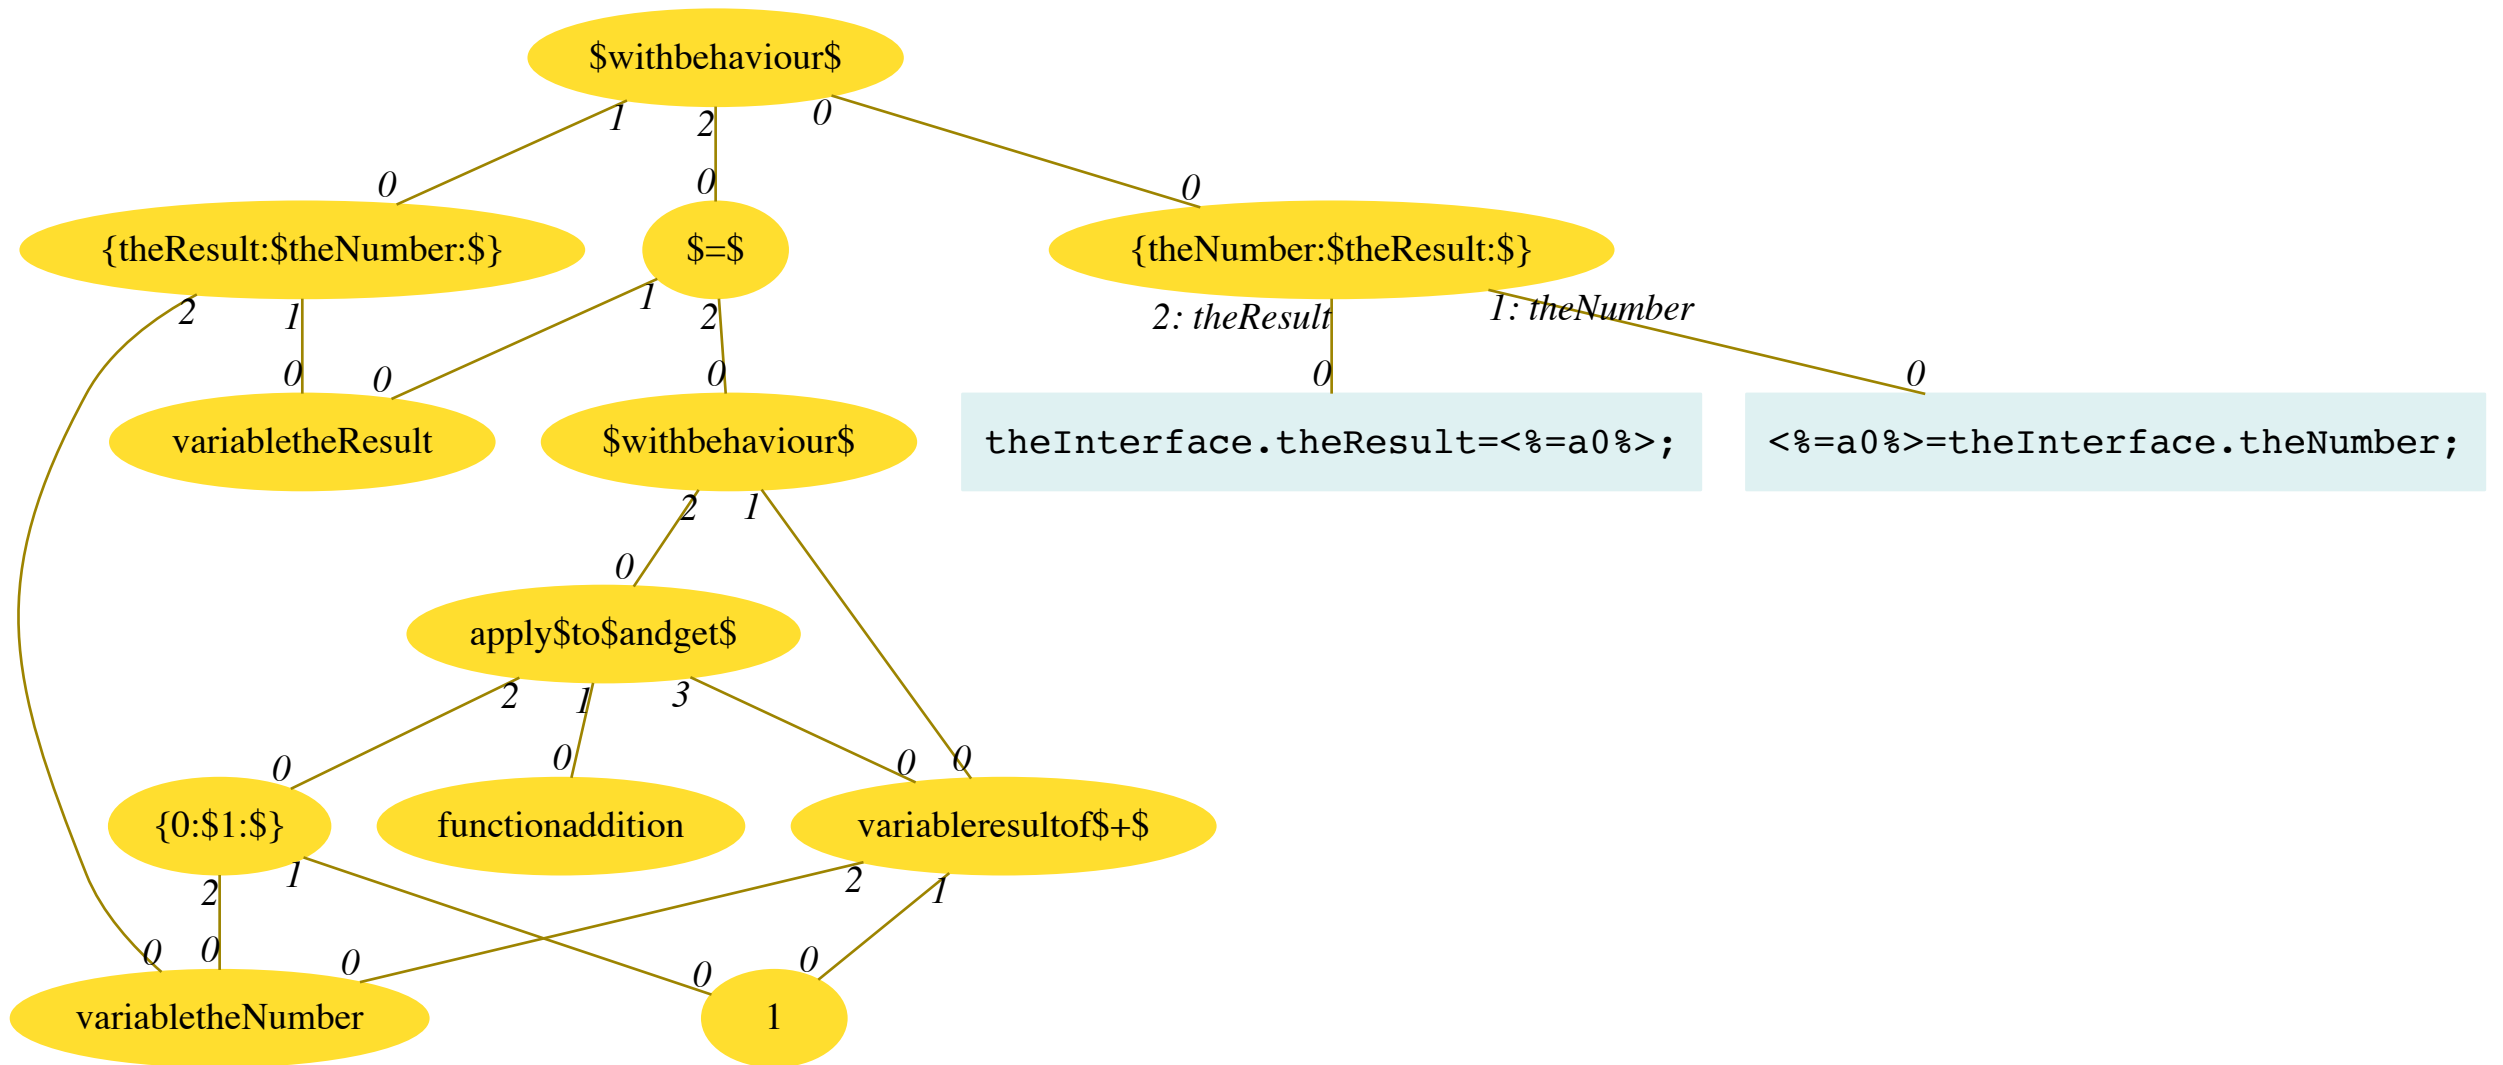 $withbehaviour$
1
2
0
0
0
0
{theResult:$theNumber:$}
$=$
{theNumber:$theResult:$}
2
1
1
2
2: theResult
1: theNumber
0
0
0
0
0
variabletheResult
$withbehaviour$
theInterface.theResult=<%=a0%>;
<%=a0%>=theInterface.theNumber;
2
1
0
apply$to$andget$
2
1
3
0
0
0
0
{0:$1:$}
functionaddition
variableresultof$+$
2
1
2
1
0
0
0
0
0
variabletheNumber
1